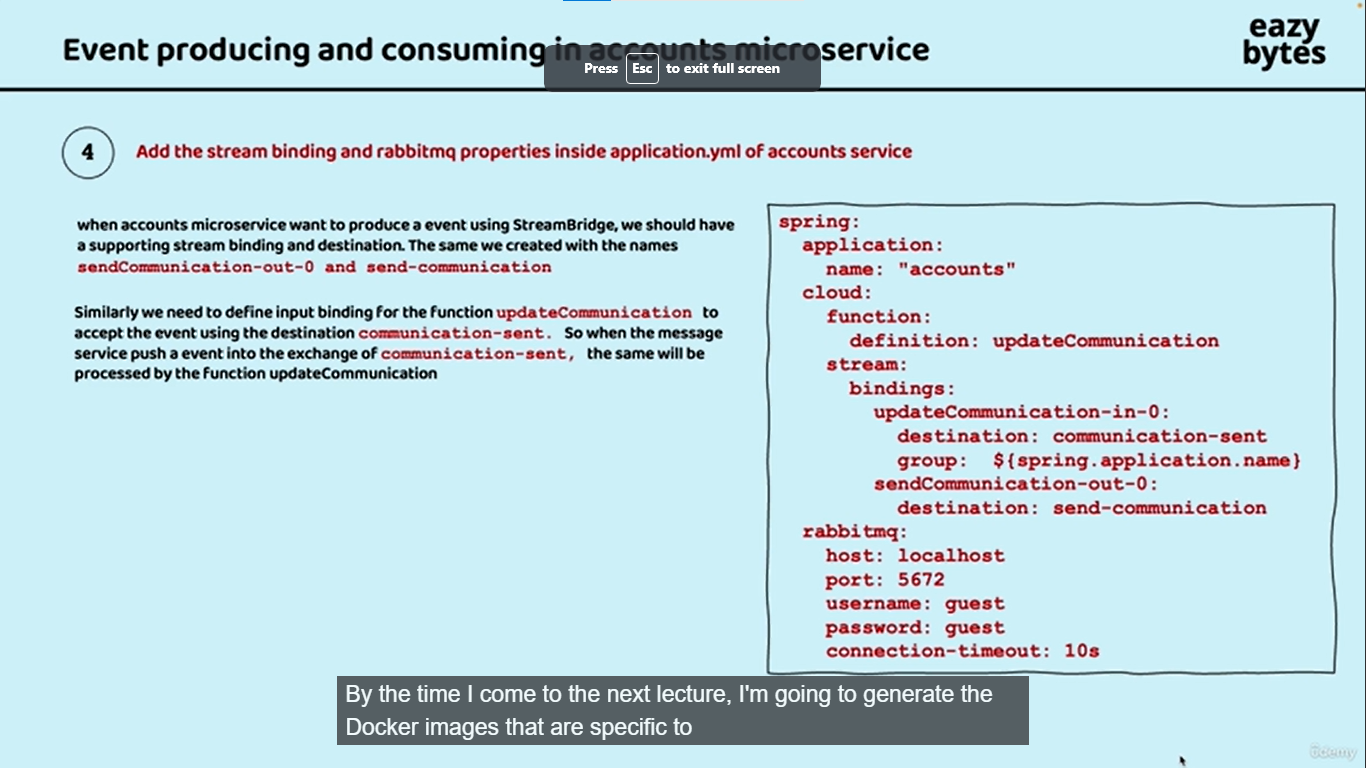 Event producing and consuming in accounts microservice
eazy
bytes
Press Esc to exit full screen
4
Add the stream binding and rabbitmq properties inside application.yml of accounts service
when accounts microservice want to produce a event using StreamBridge, we should have
a supporting stream binding and destination. The same we created with the names
sendCommunication-out-0 and send-communication
Similarly we need to define input binding for the function updateCommunication to
accept the event using the destination communication-sent. So when the message
service push a event into the exchange of communication-sent, the same will be
processed by the function updateCommunication
spring:
application:
name: "accounts"
cloud:
function:
definition: updateCommunication
stream:
bindings:
updateCommunication-in-0:
destination: communication-sent
group: ${spring.application.name}
sendCommunication-out-0:
destination: send-communication
rabbitmq:
host: localhost
port: 5672
username: guest
password: guest
connection-timeout: 10s
By the time I come to the next lecture, I'm going to generate the
Docker images that are specific to
ûdemy